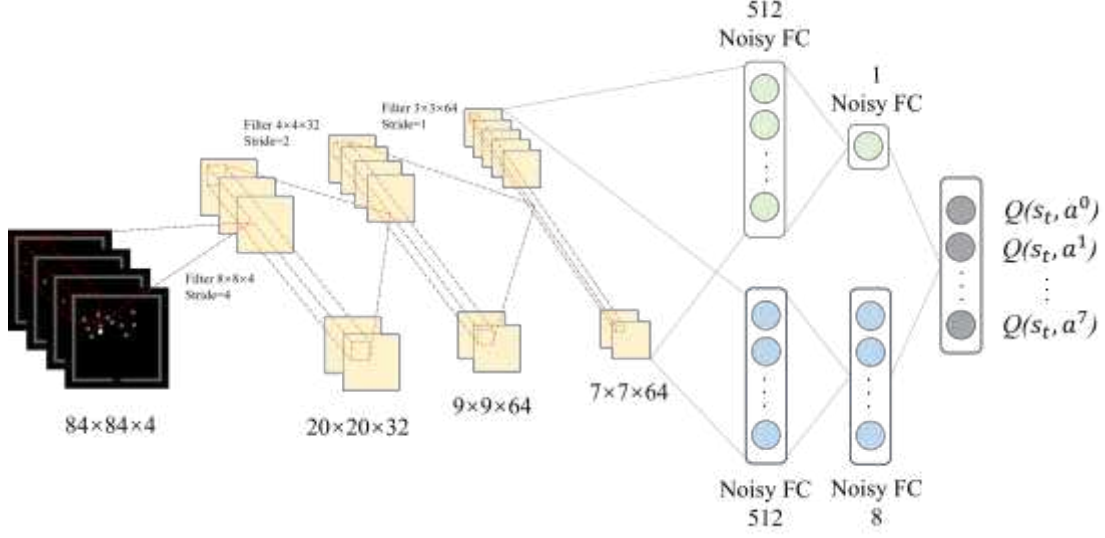 512
Noisy FC
1
Noisy FC
Filter 3×3×64
Stride=1
Filter 4×4×32
Stride=2
Filter 8×8×4
Stride=4
84×84×4
20×20×32
9×9×64
7×7×64
Q(s_t, a^0)
Q(s_t, a^1)
⋮
Q(s_t, a^7)
Noisy FC
512
Noisy FC
8